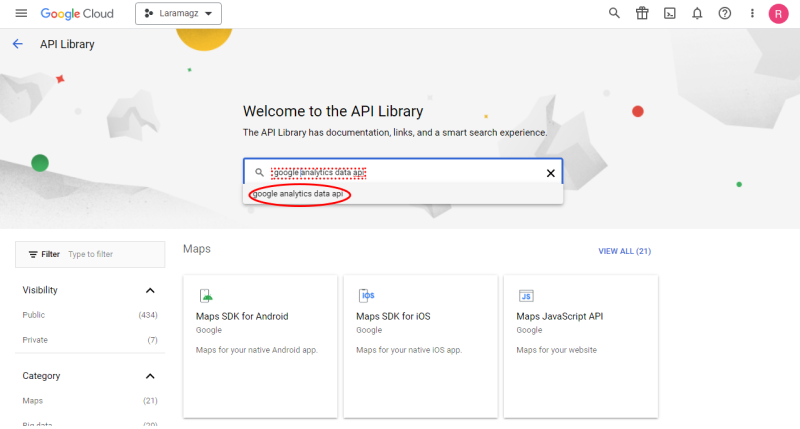 Google Cloud
Laramagz
R
API Library
Welcome to the API Library
The API Library has documentation, links, and a smart search experience.
google analytics data api
google analytics data api
Filter Type to filter
Maps
VIEW ALL (21)
Visibility
Public (434)
Private (7)
Category
Maps (21)
Big data (20)
Maps SDK for Android
Google
Maps for your native Android app.
iOS
Maps SDK for iOS
Google
Maps for your native iOS app.
JS
Maps JavaScript API
Google
Maps for your website